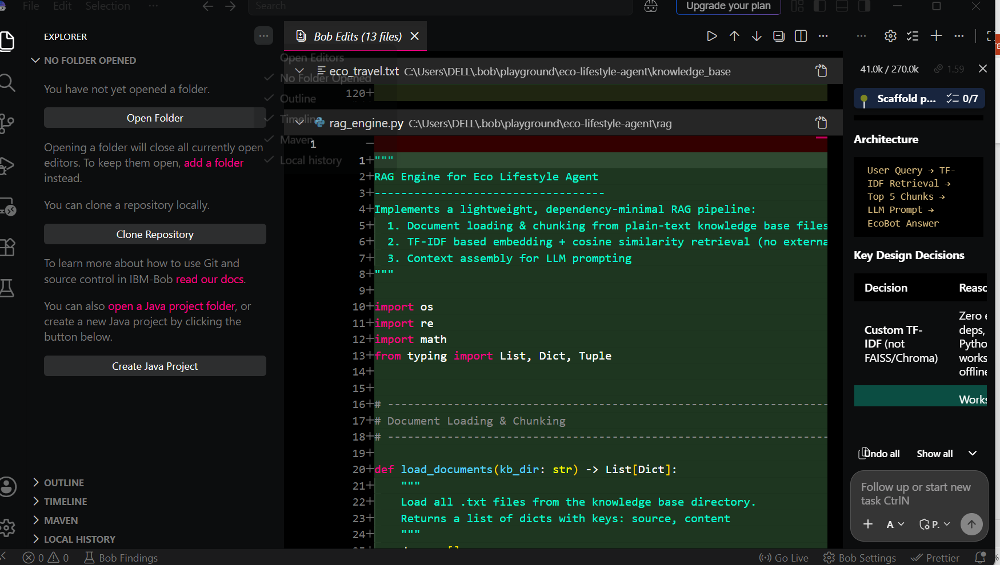 File Edit Selection ··· Search Upgrade your plan
EXPLORER
NO FOLDER OPENED
You have not yet opened a folder.
Open Folder
Opening a folder will close all currently open
editors. To keep them open, add a folder
instead.
You can clone a repository locally.
Clone Repository
To learn more about how to use Git and
source control in IBM-Bob read our docs.
You can also open a Java project folder, or
create a new Java project by clicking the
button below.
Create Java Project
OUTLINE
TIMELINE
MAVEN
LOCAL HISTORY
Open Editors
No Folder Opened
Outline
Timeline
Maven
Local history
Bob Edits (13 files)
eco_travel.txt C:\Users\DELL\.bob\playground\eco-lifestyle-agent\knowledge_base
120+
rag_engine.py C:\Users\DELL\.bob\playground\eco-lifestyle-agent\rag
1 −
1+"""
2+RAG Engine for Eco Lifestyle Agent
3+-----------------------------------
4+Implements a lightweight, dependency-minimal RAG pipeline:
5+  1. Document loading & chunking from plain-text knowledge base files
6+  2. TF-IDF based embedding + cosine similarity retrieval (no externa
7+  3. Context assembly for LLM prompting
8+"""
9+
10+import os
11+import re
12+import math
13+from typing import List, Dict, Tuple
14+
15+
16+# -------------------------------------------------------------------
17+# Document Loading & Chunking
18+# -------------------------------------------------------------------
19+
20+def load_documents(kb_dir: str) -> List[Dict]:
21+    """
22+    Load all .txt files from the knowledge base directory.
23+    Returns a list of dicts with keys: source, content
24+    """
41.0k / 270.0k 1.59
Scaffold p... 0/7
Architecture
User Query → TF-
IDF Retrieval →
Top 5 Chunks →
LLM Prompt →
EcoBot Answer
Key Design Decisions
Decision Reaso
Custom TF-
IDF (not
FAISS/Chroma)
Zero e
deps,
Pytho
works
offline
Works
Undo all Show all
Follow up or start new
task CtrlN
A. P.
0 0 Bob Findings Go Live Bob Settings Prettier